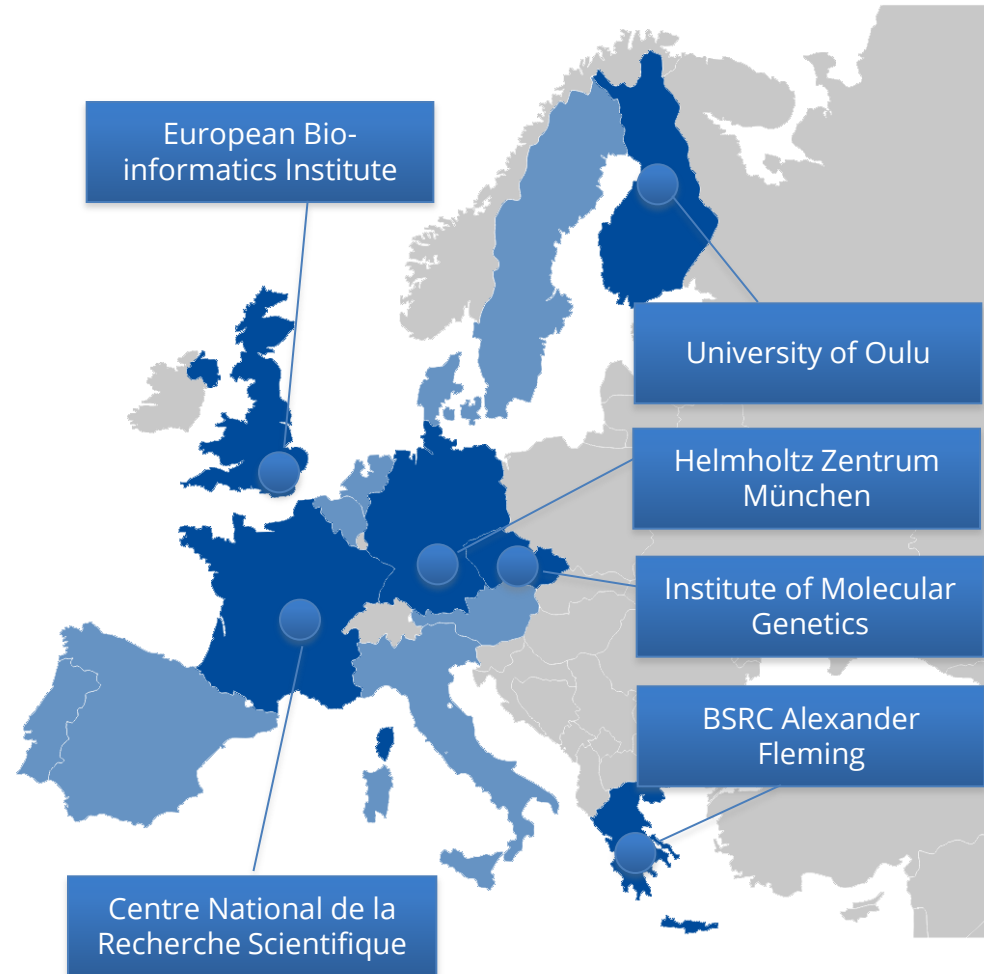 European Bio-
informatics Institute
University of Oulu
Helmholtz Zentrum
München
Institute of Molecular
Genetics
BSRC Alexander
Fleming
Centre National de la
Recherche Scientifique